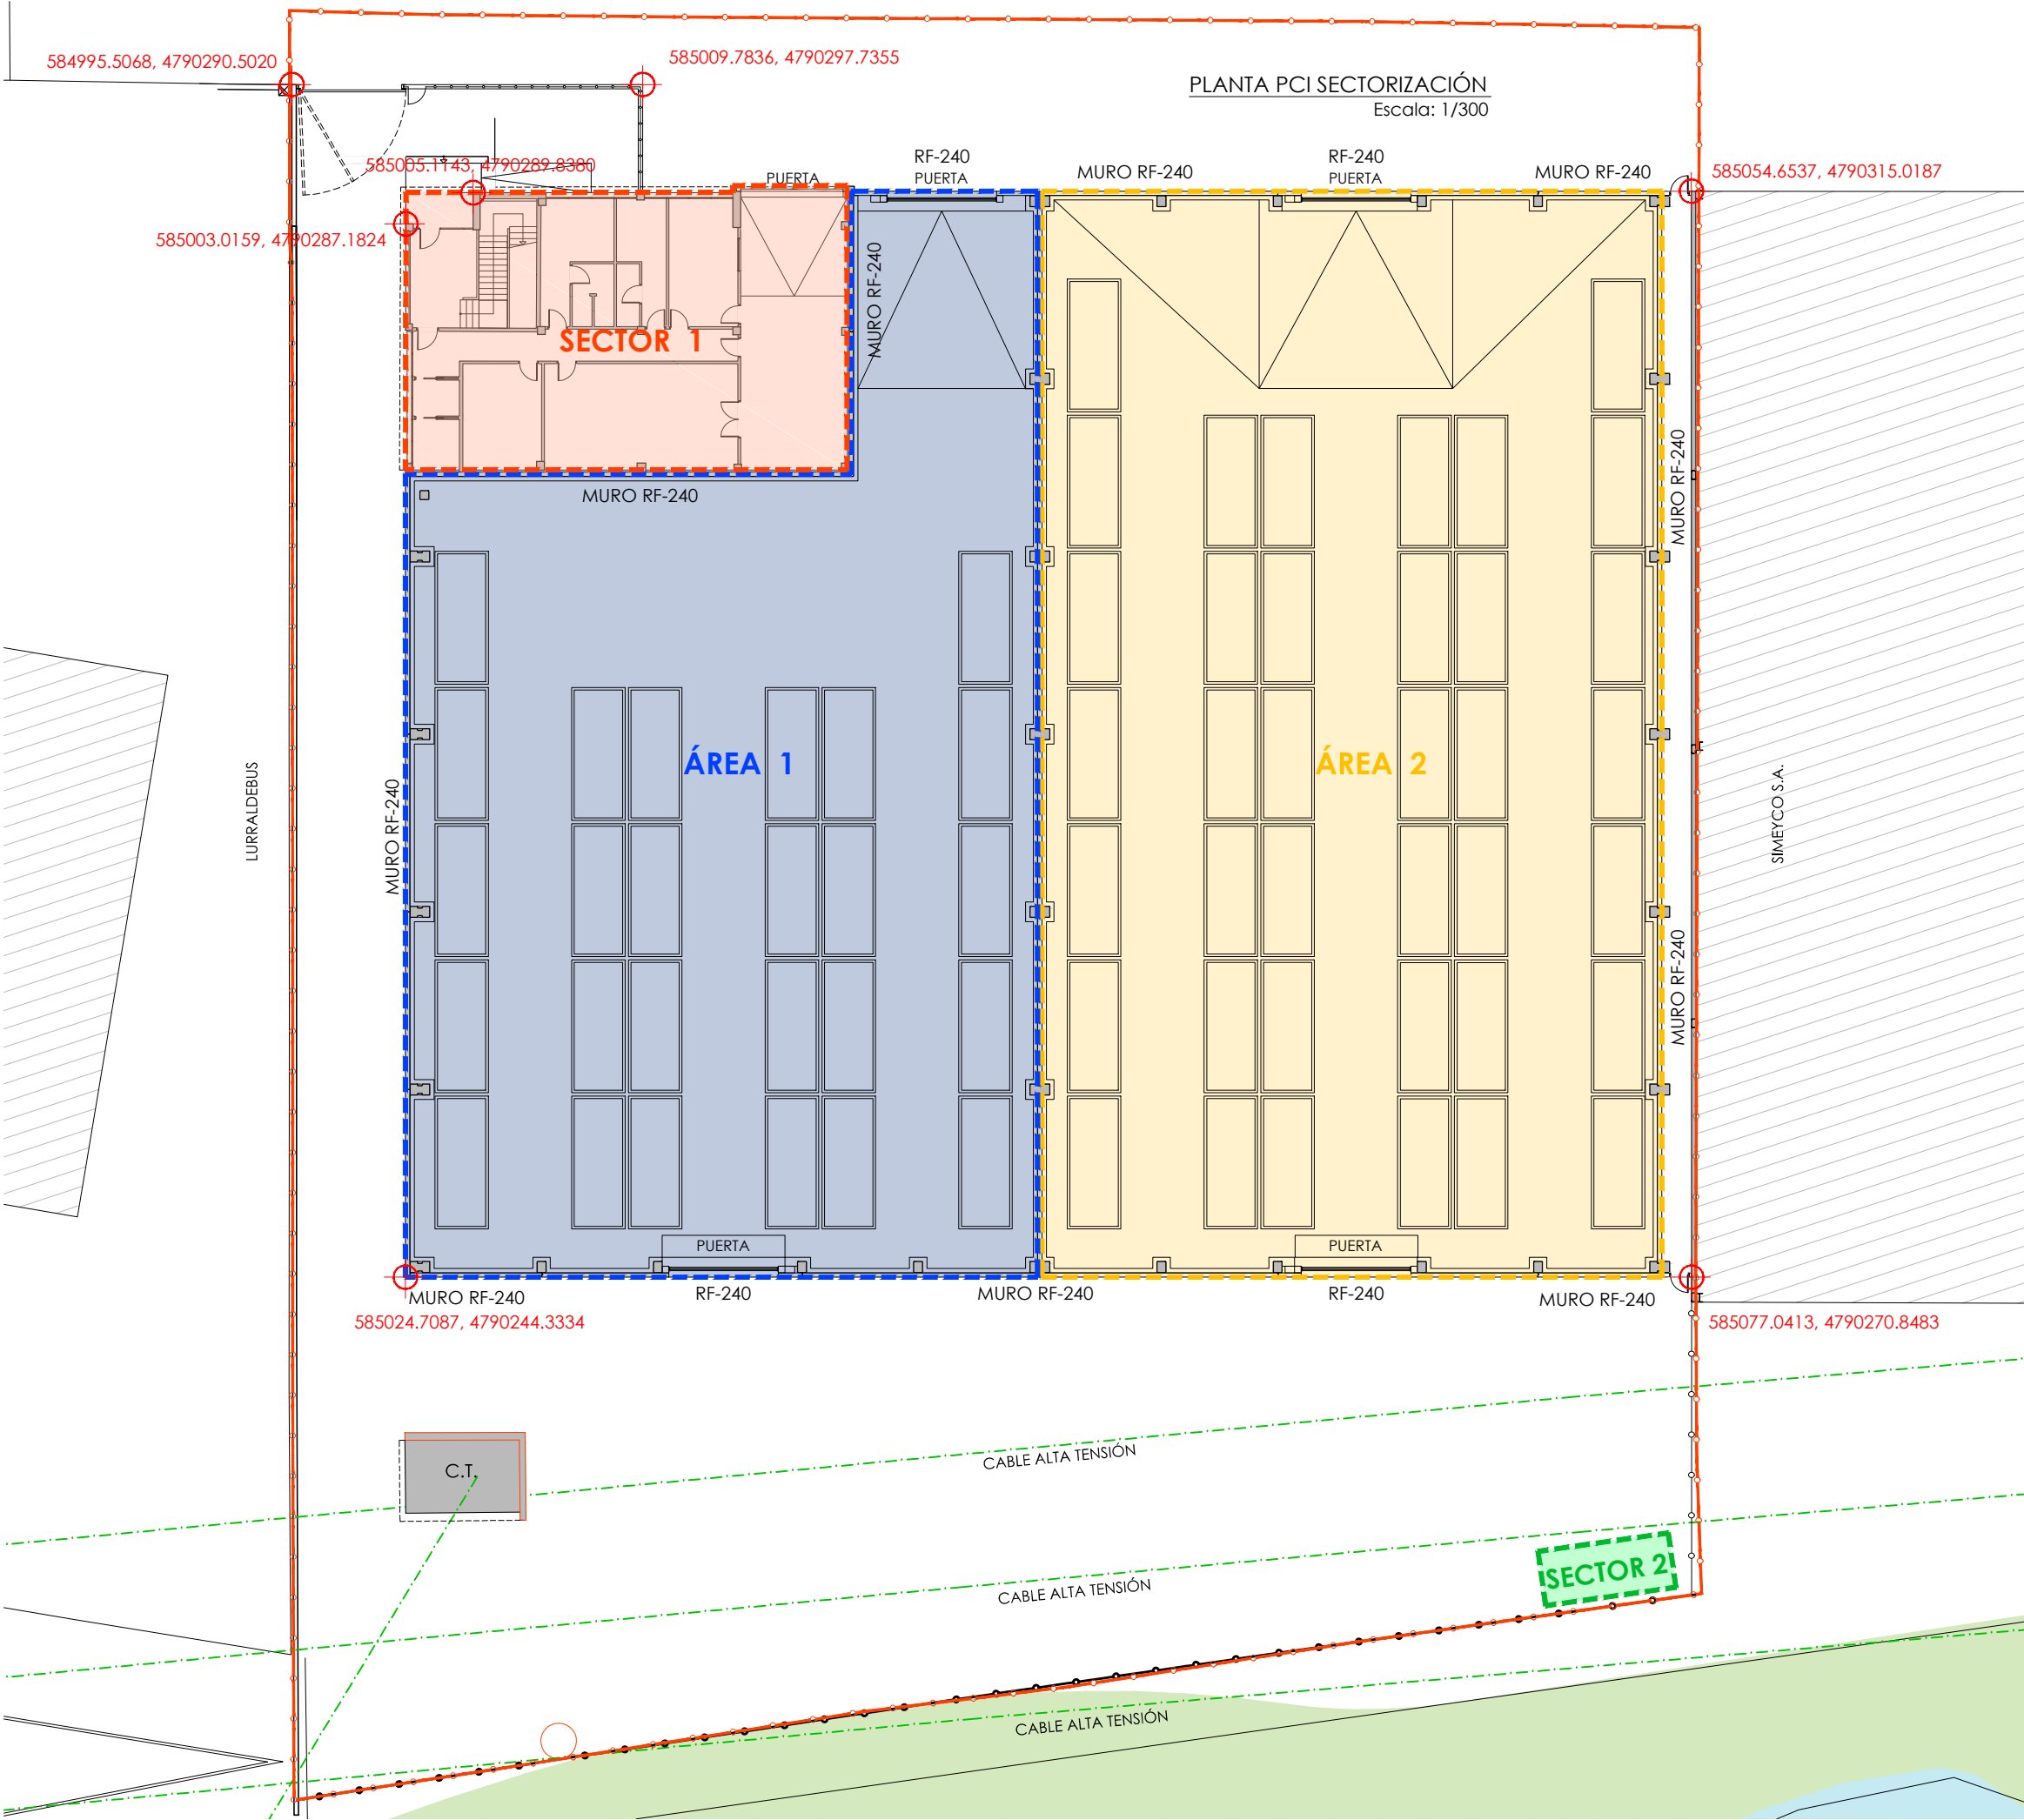 584995.5068, 4790290.5020
585009.7836, 4790297.7355
PLANTA PCI SECTORIZACIÓN
Escala: 1/300
585005.1143, 4790289.8380
PUERTA
RF-240
PUERTA
MURO RF-240
RF-240
PUERTA
MURO RF-240
585054.6537, 4790315.0187
585003.0159, 4790287.1824
MURO RF-240
SECTOR 1
MURO RF-240
MURO RF-240
ÁREA 1
ÁREA 2
LURRALDEBUS
MURO RF-240
SIMEYCO S.A.
MURO RF-240
PUERTA
PUERTA
MURO RF-240
RF-240
MURO RF-240
RF-240
MURO RF-240
585024.7087, 4790244.3334
585077.0413, 4790270.8483
CABLE ALTA TENSIÓN
C.T.
SECTOR 2
CABLE ALTA TENSIÓN
CABLE ALTA TENSIÓN